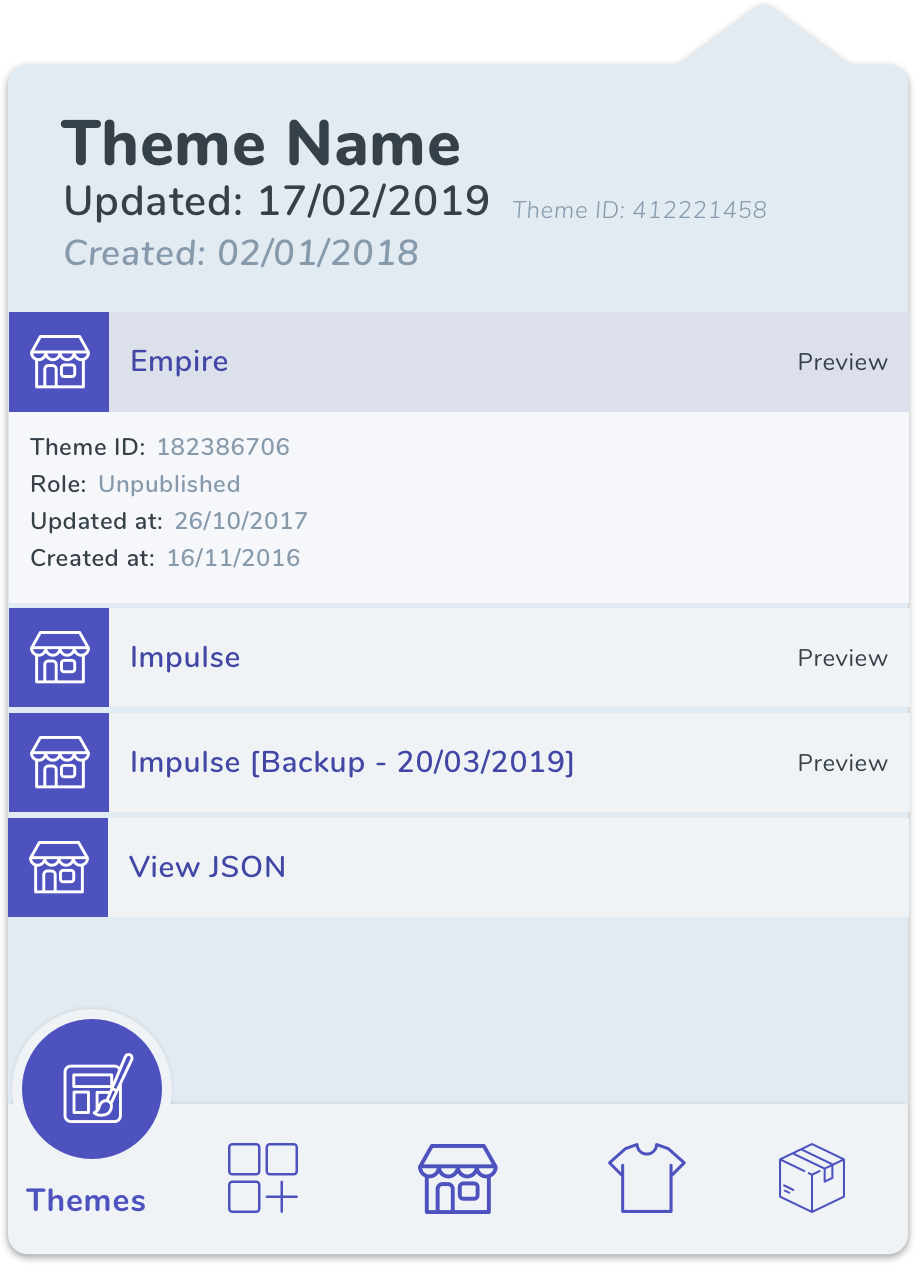 Theme Name
Updated: 17/02/2019 Theme ID: 412221458
Created: 02/01/2018
Empire Preview
Theme ID: 182386706
Role: Unpublished
Updated at: 26/10/2017
Created at: 16/11/2016
Impulse Preview
Impulse [Backup - 20/03/2019] Preview
View JSON
Themes